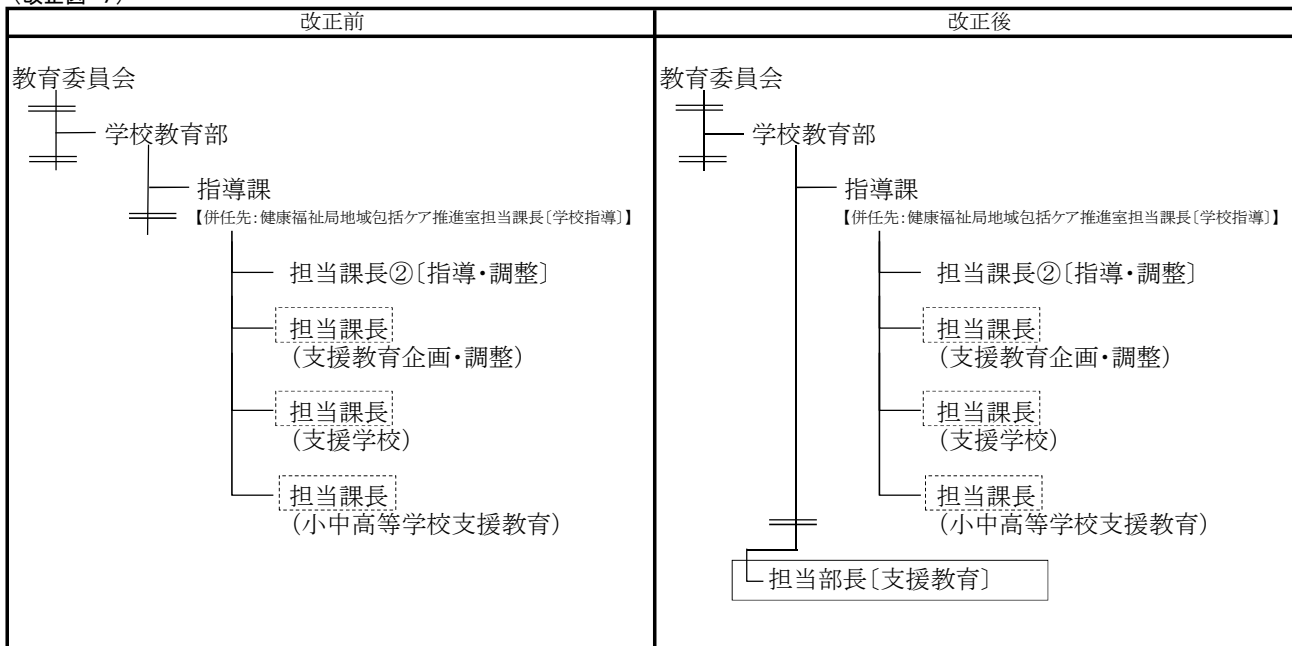 改正前
教育委員会
学校教育部
指導課
【併任先:健康福祉局地域包括ケア推進室担当課長〔学校指導〕】
担当課長②〔指導・調整〕
担当課長
(支援教育企画・調整)
担当課長
(支援学校)
担当課長
(小中高等学校支援教育)
改正後
教育委員会
学校教育部
指導課
【併任先:健康福祉局地域包括ケア推進室担当課長〔学校指導〕】
担当課長②〔指導・調整〕
担当課長
(支援教育企画・調整)
担当課長
(支援学校)
担当課長
(小中高等学校支援教育)
担当部長〔支援教育〕